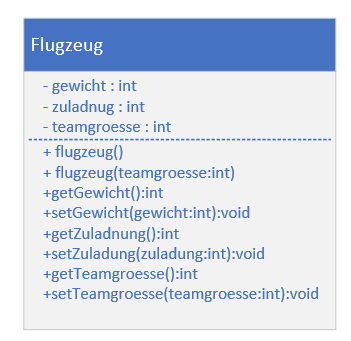 Flugzeug
- gewicht : int
- zuladnug : int
- teamgroesse : int
+ flugzeug()
+ flugzeug(teamgroesse:int)
+getGewicht():int
+setGewicht(gewicht:int):void
+getZuladnung():int
+setZuladung(zuladung:int):void
+getTeamgroesse():int
+setTeamgroesse(teamgroesse:int):void